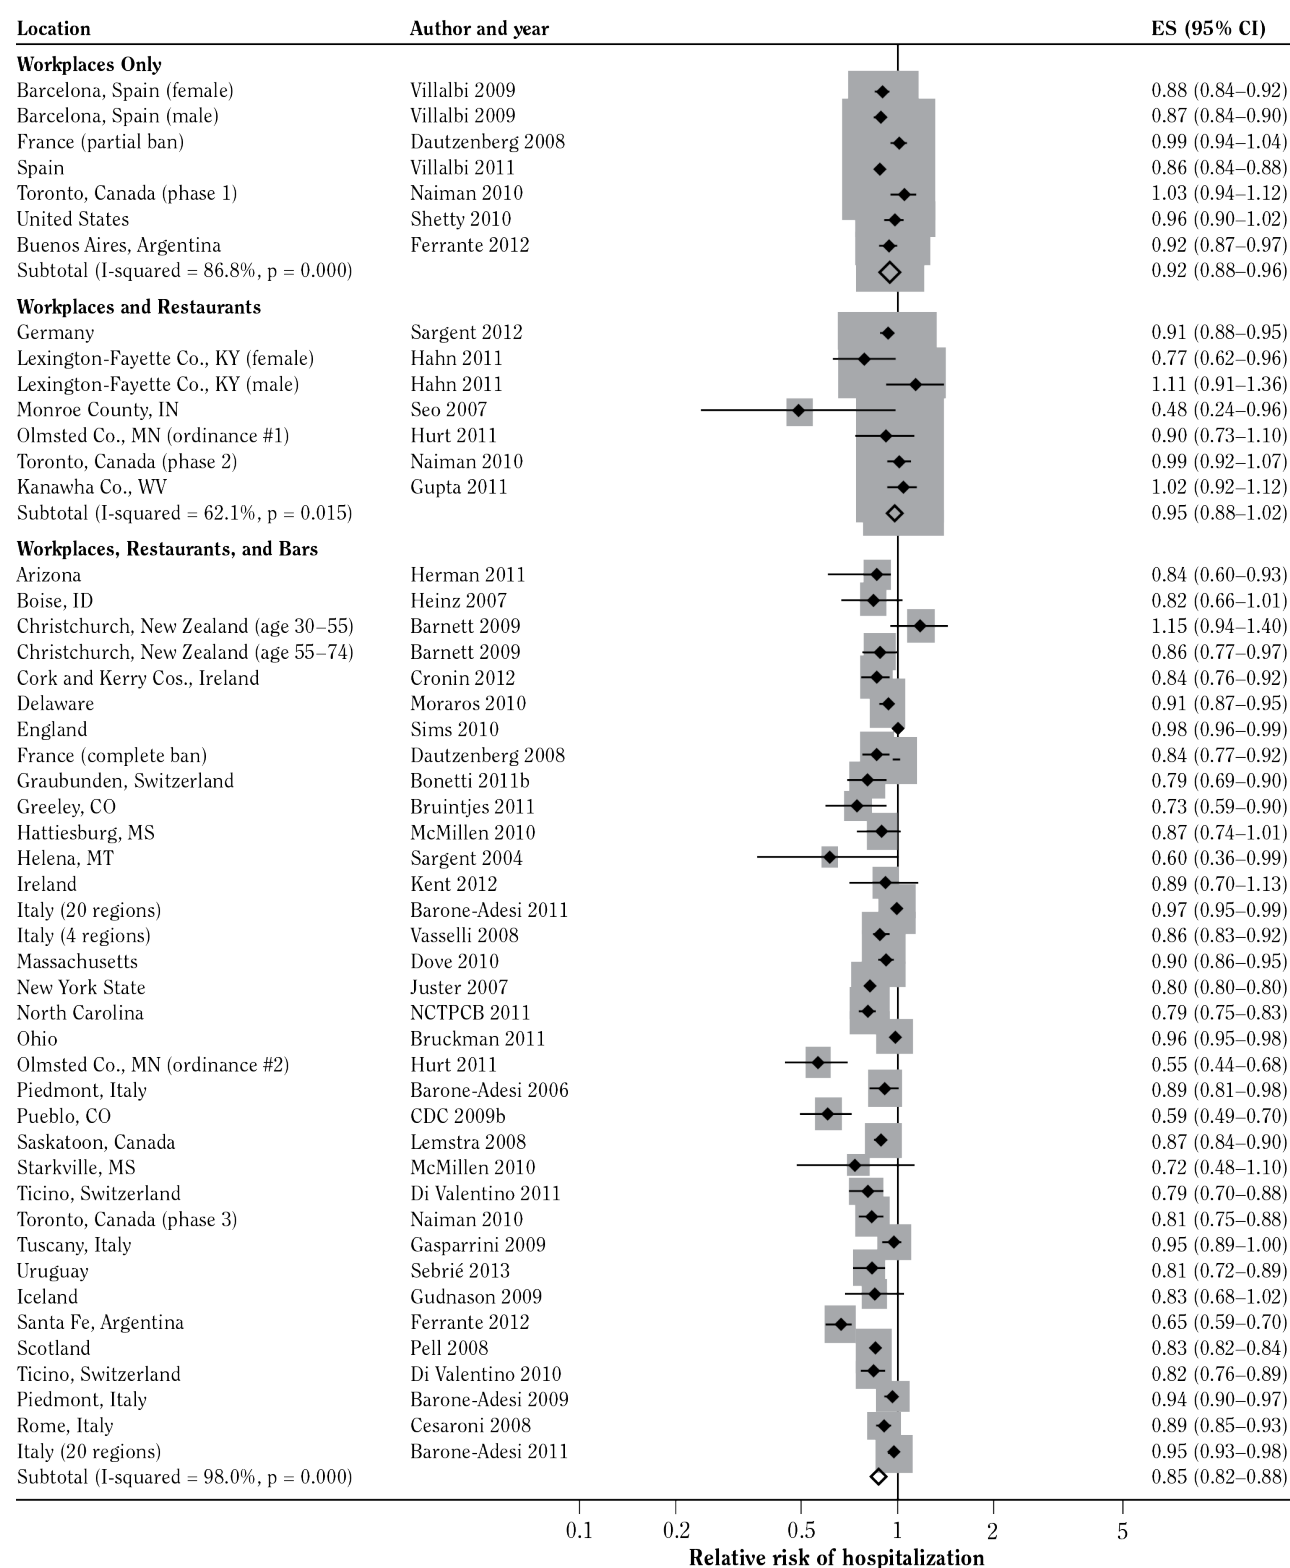 Location Author and year ES (95% CI)
Workplaces Only
Barcelona, Spain (female) Villalbi 2009 0.88 (0.84–0.92)
Barcelona, Spain (male) Villalbi 2009 0.87 (0.84–0.90)
France (partial ban) Dautzenberg 2008 0.99 (0.94–1.04)
Spain Villalbi 2011 0.86 (0.84–0.88)
Toronto, Canada (phase 1) Naiman 2010 1.03 (0.94–1.12)
United States Shetty 2010 0.96 (0.90–1.02)
Buenos Aires, Argentina Ferrante 2012 0.92 (0.87–0.97)
Subtotal (I-squared = 86.8%, p = 0.000) 0.92 (0.88–0.96)
Workplaces and Restaurants
Germany Sargent 2012 0.91 (0.88–0.95)
Lexington-Fayette Co., KY (female) Hahn 2011 0.77 (0.62–0.96)
Lexington-Fayette Co., KY (male) Hahn 2011 1.11 (0.91–1.36)
Monroe County, IN Seo 2007 0.48 (0.24–0.96)
Olmsted Co., MN (ordinance #1) Hurt 2011 0.90 (0.73–1.10)
Toronto, Canada (phase 2) Naiman 2010 0.99 (0.92–1.07)
Kanawha Co., WV Gupta 2011 1.02 (0.92–1.12)
Subtotal (I-squared = 62.1%, p = 0.015) 0.95 (0.88–1.02)
Workplaces, Restaurants, and Bars
Arizona Herman 2011 0.84 (0.60–0.93)
Boise, ID Heinz 2007 0.82 (0.66–1.01)
Christchurch, New Zealand (age 30–55) Barnett 2009 1.15 (0.94–1.40)
Christchurch, New Zealand (age 55–74) Barnett 2009 0.86 (0.77–0.97)
Cork and Kerry Cos., Ireland Cronin 2012 0.84 (0.76–0.92)
Delaware Moraros 2010 0.91 (0.87–0.95)
England Sims 2010 0.98 (0.96–0.99)
France (complete ban) Dautzenberg 2008 0.84 (0.77–0.92)
Graubunden, Switzerland Bonetti 2011b 0.79 (0.69–0.90)
Greeley, CO Bruintjes 2011 0.73 (0.59–0.90)
Hattiesburg, MS McMillen 2010 0.87 (0.74–1.01)
Helena, MT Sargent 2004 0.60 (0.36–0.99)
Ireland Kent 2012 0.89 (0.70–1.13)
Italy (20 regions) Barone-Adesi 2011 0.97 (0.95–0.99)
Italy (4 regions) Vasselli 2008 0.86 (0.83–0.92)
Massachusetts Dove 2010 0.90 (0.86–0.95)
New York State Juster 2007 0.80 (0.80–0.80)
North Carolina NCTPCB 2011 0.79 (0.75–0.83)
Ohio Bruckman 2011 0.96 (0.95–0.98)
Olmsted Co., MN (ordinance #2) Hurt 2011 0.55 (0.44–0.68)
Piedmont, Italy Barone-Adesi 2006 0.89 (0.81–0.98)
Pueblo, CO CDC 2009b 0.59 (0.49–0.70)
Saskatoon, Canada Lemstra 2008 0.87 (0.84–0.90)
Starkville, MS McMillen 2010 0.72 (0.48–1.10)
Ticino, Switzerland Di Valentino 2011 0.79 (0.70–0.88)
Toronto, Canada (phase 3) Naiman 2010 0.81 (0.75–0.88)
Tuscany, Italy Gasparrini 2009 0.95 (0.89–1.00)
Uruguay Sebrié 2013 0.81 (0.72–0.89)
Iceland Gudnason 2009 0.83 (0.68–1.02)
Santa Fe, Argentina Ferrante 2012 0.65 (0.59–0.70)
Scotland Pell 2008 0.83 (0.82–0.84)
Ticino, Switzerland Di Valentino 2010 0.82 (0.76–0.89)
Piedmont, Italy Barone-Adesi 2009 0.94 (0.90–0.97)
Rome, Italy Cesaroni 2008 0.89 (0.85–0.93)
Italy (20 regions) Barone-Adesi 2011 0.95 (0.93–0.98)
Subtotal (I-squared = 98.0%, p = 0.000) 0.85 (0.82–0.88)
0.1 0.2 0.5 1 2 5
Relative risk of hospitalization